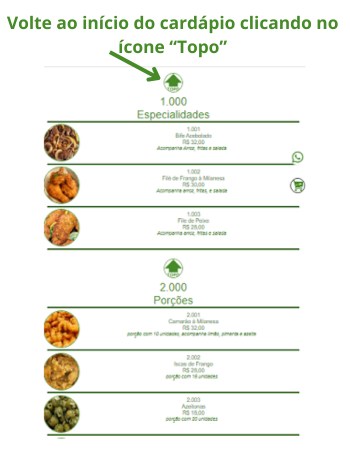 Volte ao início do cardápio clicando no
ícone “Topo”
TOPO
1.000
Especialidades
1.001
Bife Acebolado
R$ 32,00
Acompanha arroz, fritas e salada
1.002
Filé de Frango à Milanesa
R$ 30,00
Acompanha arroz, fritas, e salada
1.003
Filé de Peixe
R$ 28,00
Acompanha arroz, fritas e salada
TOPO
2.000
Porções
2.001
Camarão à Milanesa
R$ 32,00
porção com 10 unidades, acompanha limão, pimenta e azeite
2.002
Iscas de Frango
R$ 29,00
porção com 16 unidades
2.003
Azeitonas
R$ 16,00
porção com 20 unidades